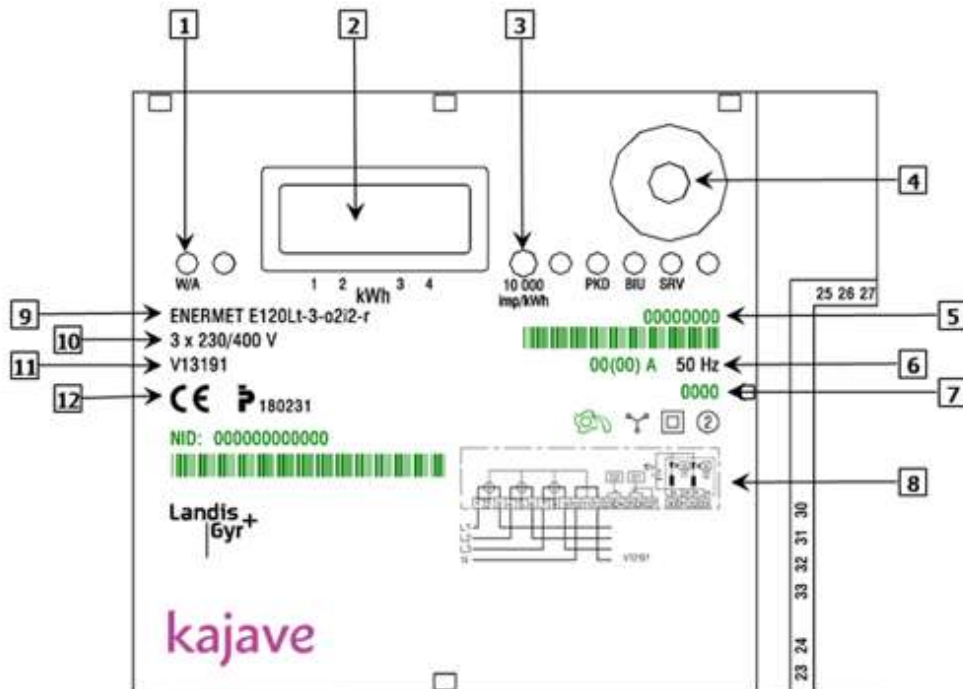 1
2
3
4
W/A
1 2 3 4
kWh
10 000
imp/kWh
PKD BIU SRV
25 26 27
9
ENERMET E120Lt-3-o2i2-r
00000000
5
10
3 x 230/400 V
11
V13191
00(00) A 50 Hz
6
12
CE
180231
0000
7
2
NID: 000000000000
8
Landis
Gyr+
V13191
30
31
32
33
24
23
kajave